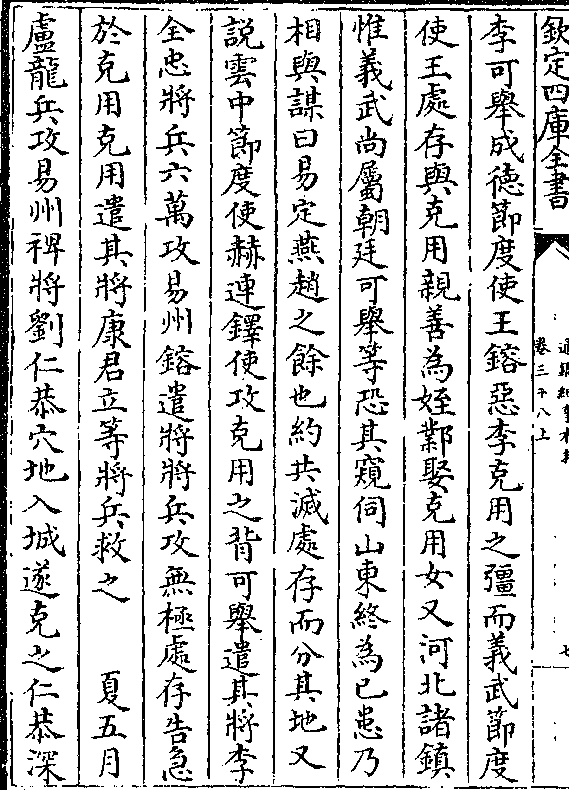 欽定四庫全書
通鑑紀事本末
卷三十八上
七
李可舉成徳節度使王鎔惡李克用之彊而義武節度
使王處存與克用親善為姪鄴娶克用女又河北諸鎮
惟義武尚屬朝廷可舉等恐其窺伺山東終為已患乃
相與謀曰易定燕趙之餘也約共滅處存而分其地又
說雲中節度使赫連鐸使攻克用之背可舉遣其將李
全忠將兵六萬攻易州鎔遣將將兵攻無極處存告急
於克用克用遣其將康君立等將兵救之　夏五月
盧龍兵攻易州裨將劉仁恭穴地入城遂克之仁恭深